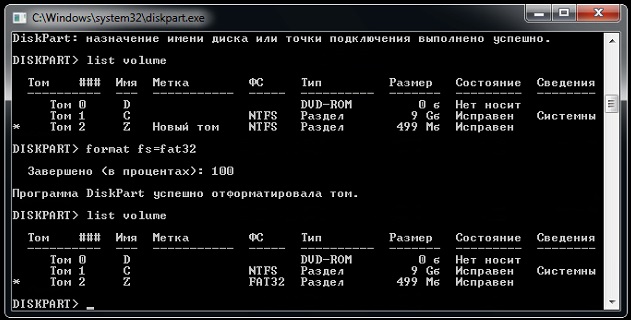 C:\Windows\system32\diskpart.exe
DiskPart: назначение имени диска или точки подключения выполнено успешно.
DISKPART> list volume
Том ### Имя Метка ФС Тип Размер Состояние Сведения
---------- --- ----------- ----- ---------- ------- --------- --------
Том 0 D DVD-ROM 0 б Нет носит
Том 1 C NTFS Раздел 9 Gб Исправен Системны
* Том 2 Z Новый том NTFS Раздел 499 Mб Исправен
DISKPART> format fs=fat32
Завершено (в процентах): 100
Программа DiskPart успешно отформатировала том.
DISKPART> list volume
Том ### Имя Метка ФС Тип Размер Состояние Сведения
---------- --- ----------- ----- ---------- ------- --------- --------
Том 0 D DVD-ROM 0 б Нет носит
Том 1 C NTFS Раздел 9 Gб Исправен Системны
* Том 2 Z FAT32 Раздел 499 Mб Исправен
DISKPART> _